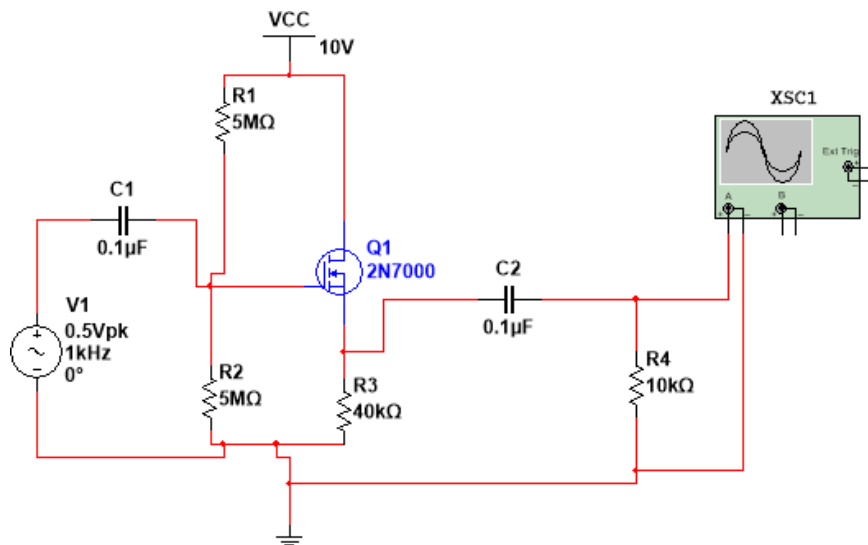 VCC
10V
R1
5MΩ
XSC1
Ext Trig
+
−
A
B
+ − + −
C1
0.1µF
Q1
2N7000
C2
0.1µF
V1
0.5Vpk
1kHz
0°
+
−
R2
5MΩ
R3
40kΩ
R4
10kΩ